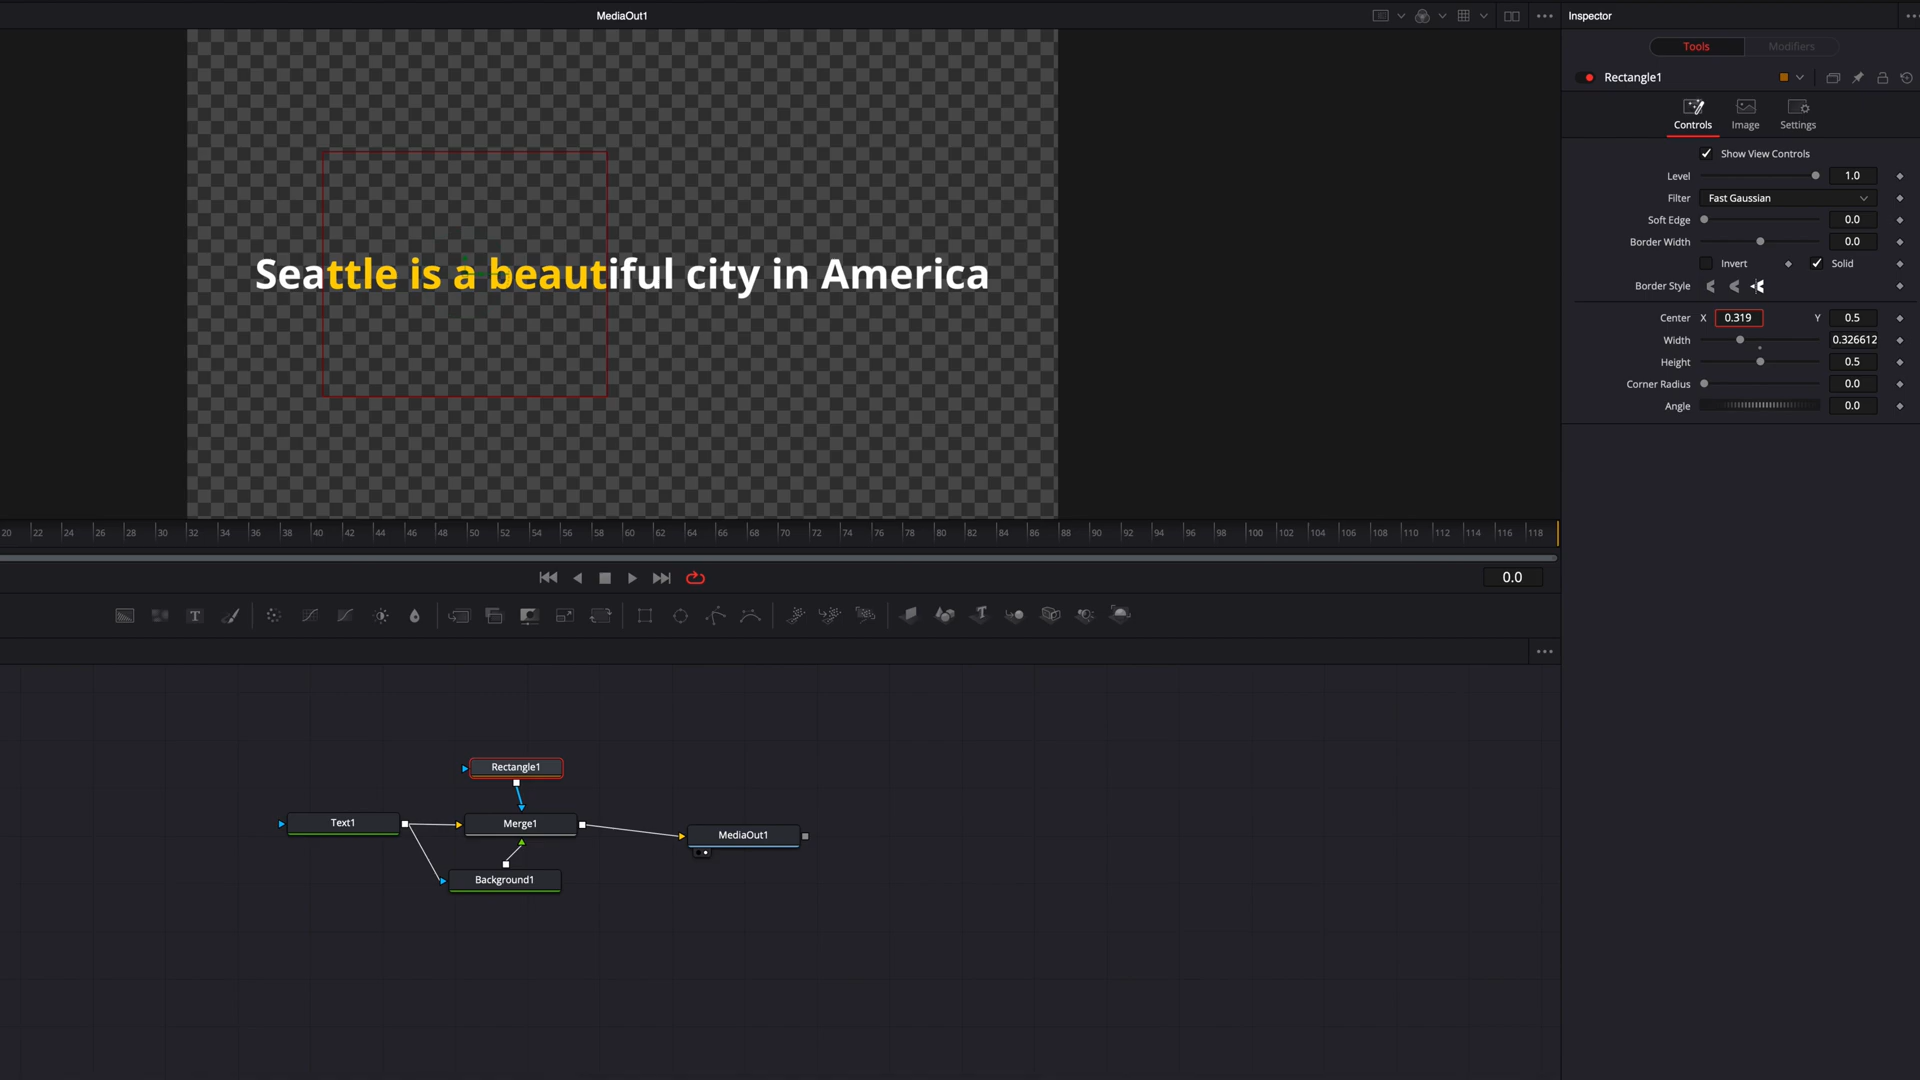 MediaOut1
Inspector
Tools
Modifiers
Rectangle1
Controls
Image
Settings
Show View Controls
Level 1.0
Filter Fast Gaussian
Soft Edge 0.0
Border Width 0.0
Invert
Solid
Border Style
Center X 0.319 Y 0.5
Width 0.326612
Height 0.5
Corner Radius 0.0
Angle 0.0
Seattle is a beautiful city in America
20 22 24 26 28 30 32 34 36 38 40 42 44 46 48 50 52 54 56 58 60 62 64 66 68 70 72 74 76 78 80 82 84 86 88 90 92 94 96 98 100 102 104 106 108 110 112 114 116 118
0.0
T
Rectangle1
Text1
Merge1
MediaOut1
Background1